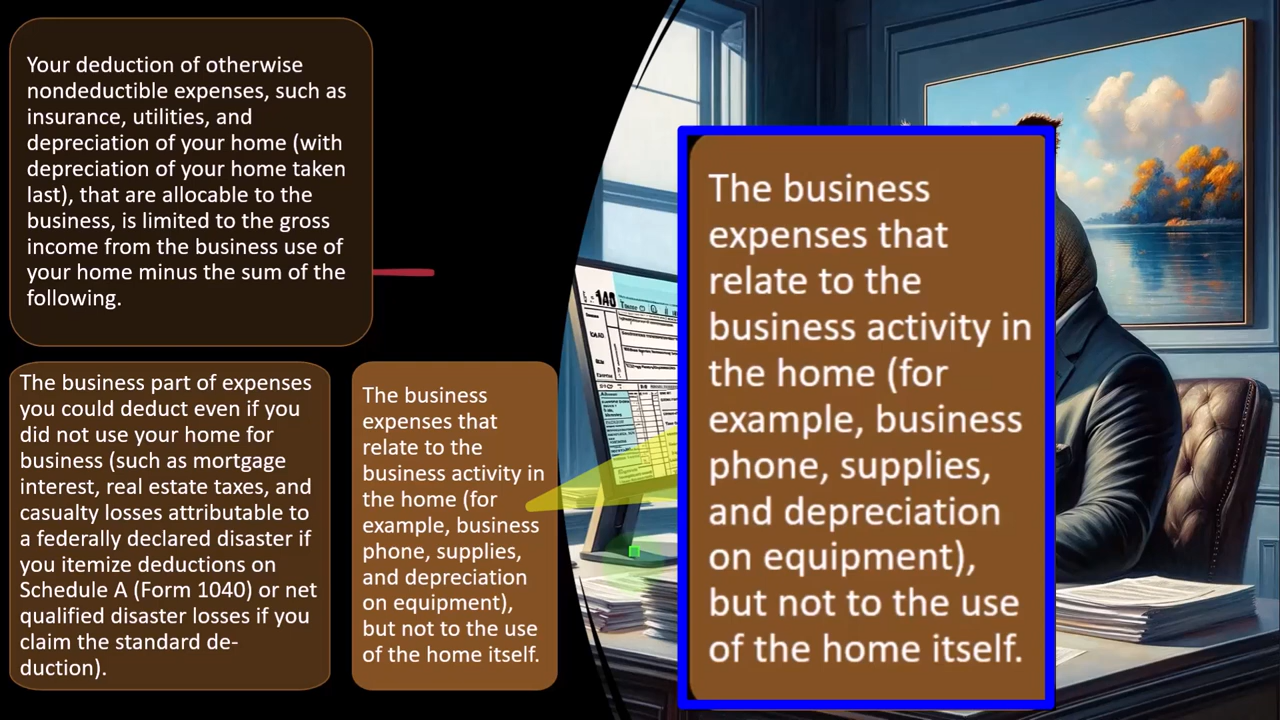 Your deduction of otherwise
nondeductible expenses, such as
insurance, utilities, and
depreciation of your home (with
depreciation of your home taken
last), that are allocable to the
business, is limited to the gross
income from the business use of
your home minus the sum of the
following.
The business part of expenses
you could deduct even if you
did not use your home for
business (such as mortgage
interest, real estate taxes, and
casualty losses attributable to
a federally declared disaster if
you itemize deductions on
Schedule A (Form 1040) or net
qualified disaster losses if you
claim the standard de-
duction).
The business
expenses that
relate to the
business activity in
the home (for
example, business
phone, supplies,
and depreciation
on equipment),
but not to the use
of the home itself.
The business
expenses that
relate to the
business activity in
the home (for
example, business
phone, supplies,
and depreciation
on equipment),
but not to the use
of the home itself.